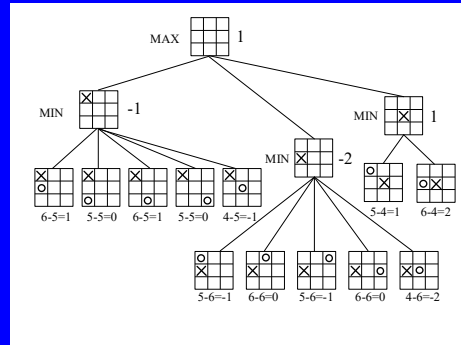 MAX 1
MIN -1
MIN 1
MIN -2
6-5=1 5-5=0 6-5=1 5-5=0 4-5=-1
5-4=1 6-4=2
5-6=-1 6-6=0 5-6=-1 6-6=0 4-6=-2